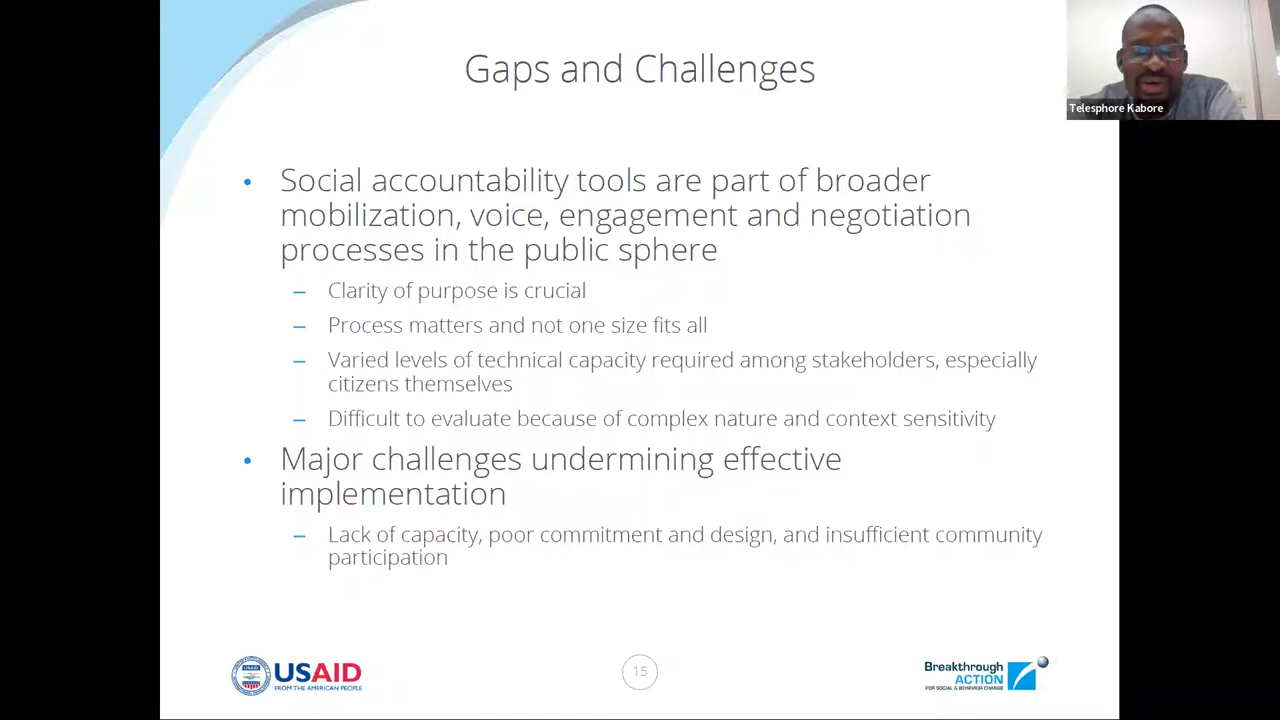 Gaps and Challenges
Telesphore Kabore
• Social accountability tools are part of broader
mobilization, voice, engagement and negotiation
processes in the public sphere
– Clarity of purpose is crucial
– Process matters and not one size fits all
– Varied levels of technical capacity required among stakeholders, especially
citizens themselves
– Difficult to evaluate because of complex nature and context sensitivity
• Major challenges undermining effective
implementation
– Lack of capacity, poor commitment and design, and insufficient community
participation
USAID
FROM THE AMERICAN PEOPLE
15
Breakthrough
ACTION
FOR SOCIAL & BEHAVIOR CHANGE